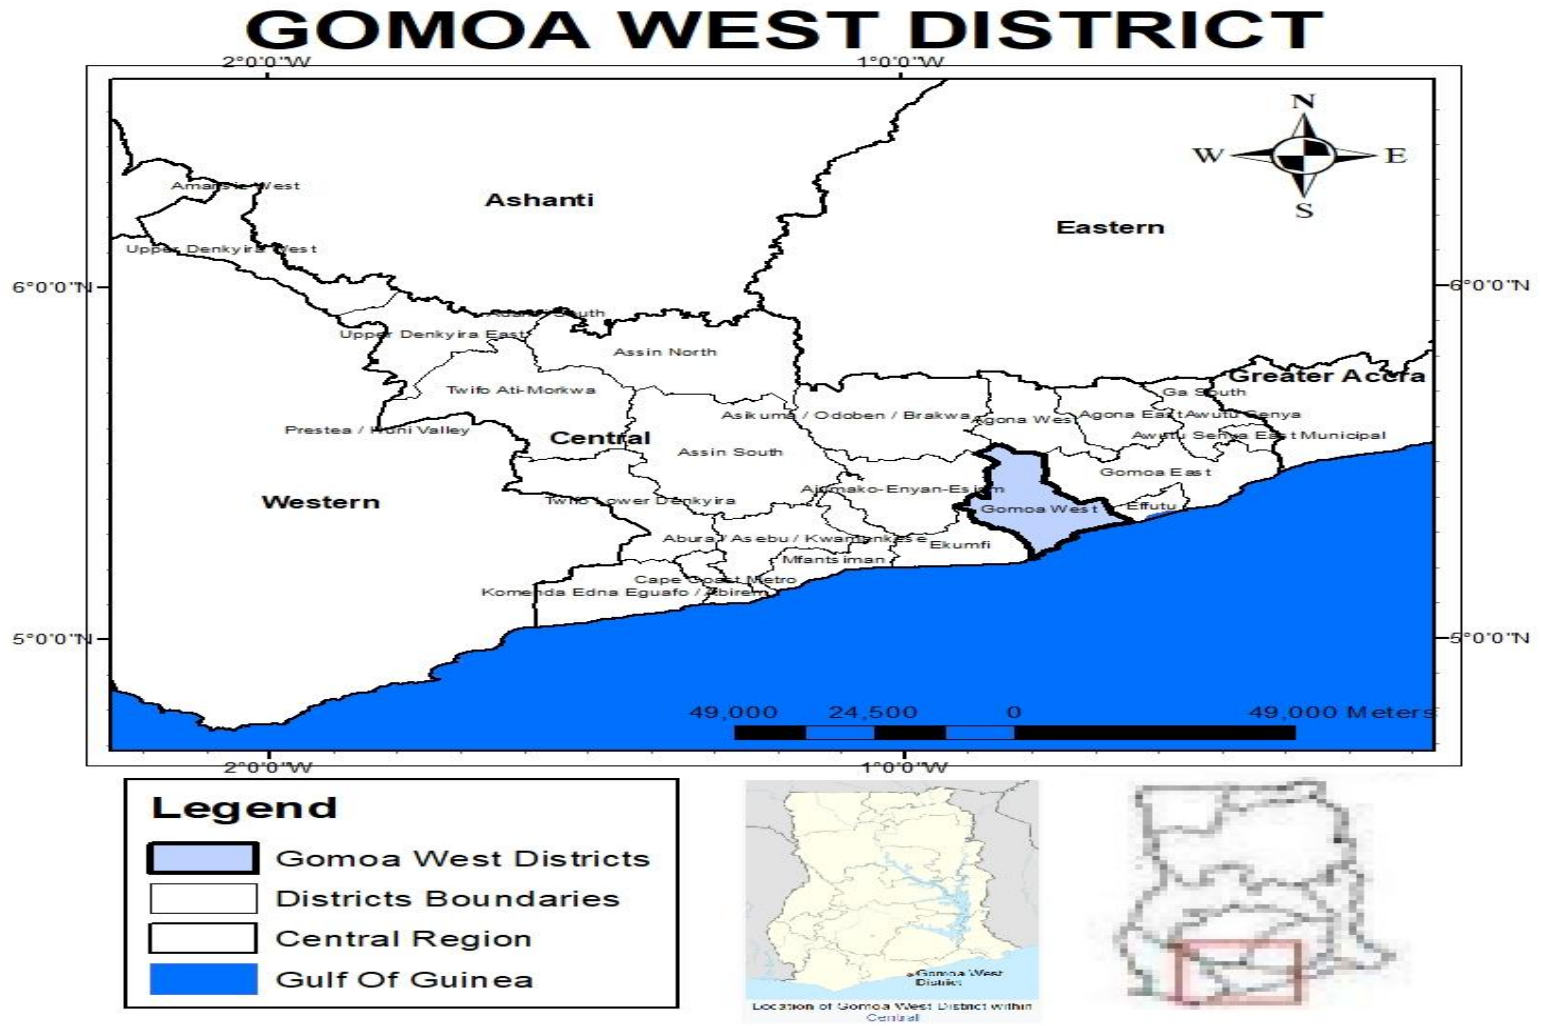 GOMOA WEST DISTRICT
2°0'0"W 1°0'0"W
N
W E
S
Amansie West
Ashanti
Eastern
Upper Denkyira West
6°0'0"N 6°0'0"N
Upper Denkyira East
Assin North
Greater Accra
Twifo Ati-Morkwa
Ga South
Asikuma / Odoben / Brakwa
Agona West
Agona East
Awutu Senya
Prestea / Huni Valley
Central
Awutu Senya East Municipal
Assin South
Gomoa East
Ajumako-Enyan-Esiam
Western
Twifo Lower Denkyira
Gomoa West
Effutu
Abura / Asebu / Kwamankese
Ekumfi
Mfantsiman
Cape Coast Metro
Komenda Edna Eguafo / Abirem
5°0'0"N 5°0'0"N
49,000 24,500 0 49,000 Meters
2°0'0"W 1°0'0"W
Legend
Gomoa West Districts
Districts Boundaries
Central Region
Gulf Of Guinea
Gomoa West
District
Location of Gomoa West District within
Central